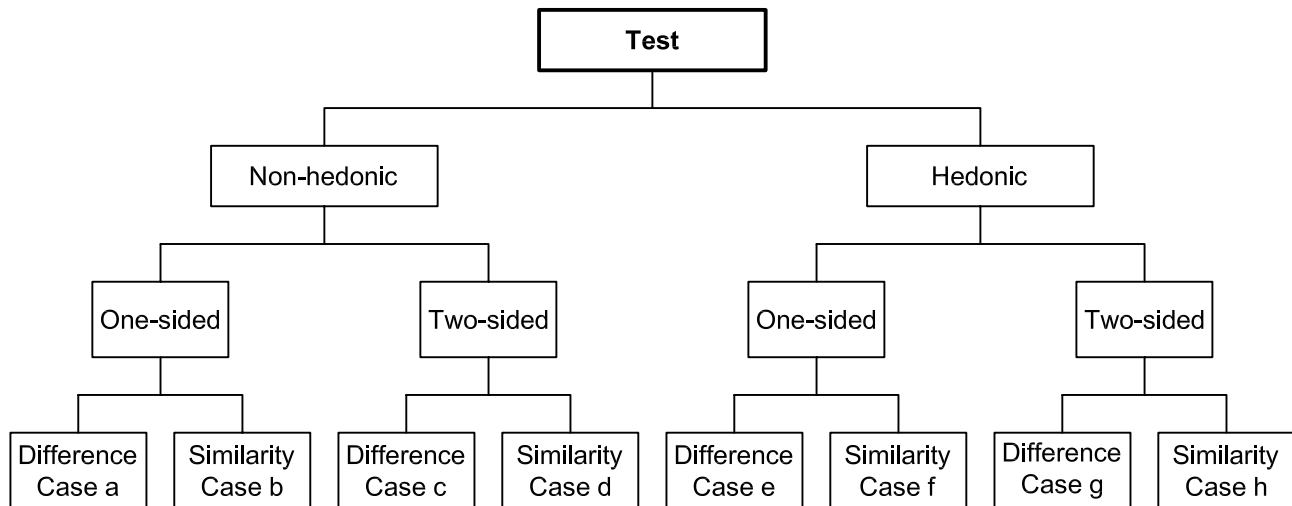 Test
Non-hedonic
Hedonic
One-sided
Two-sided
One-sided
Two-sided
Difference
Case a
Similarity
Case b
Difference
Case c
Similarity
Case d
Difference
Case e
Similarity
Case f
Difference
Case g
Similarity
Case h